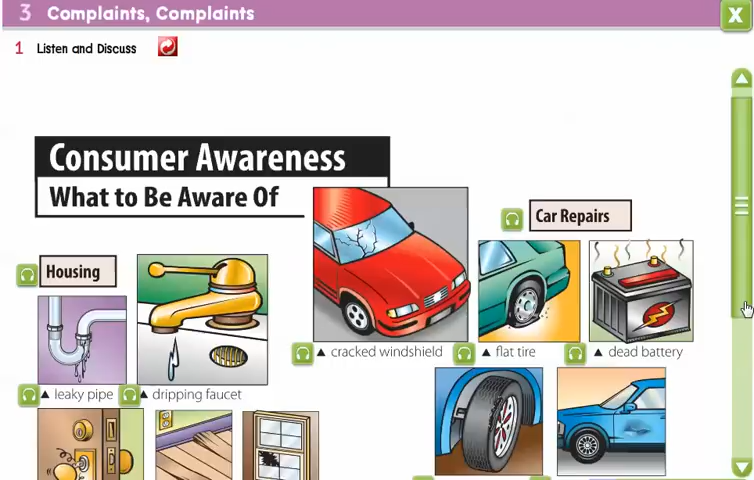 3 Complaints, Complaints
X
1 Listen and Discuss
Consumer Awareness
What to Be Aware Of
Car Repairs
Housing
cracked windshield
flat tire
dead battery
leaky pipe
dripping faucet